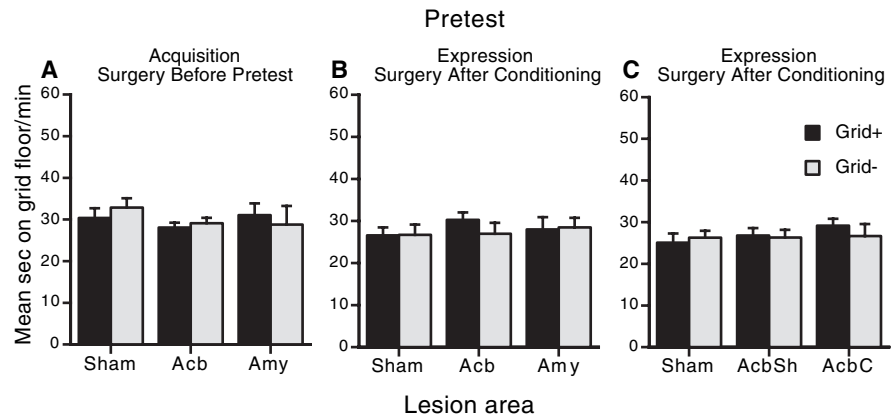 Pretest
A
Acquisition
Surgery Before Pretest
B
Expression
Surgery After Conditioning
C
Expression
Surgery After Conditioning
Mean sec on grid floor/min
60
50
40
30
20
10
0
Sham Acb Amy
60
50
40
30
20
10
0
Sham Acb Amy
60
50
40
30
20
10
0
Sham AcbSh AcbC
Grid+
Grid-
Lesion area